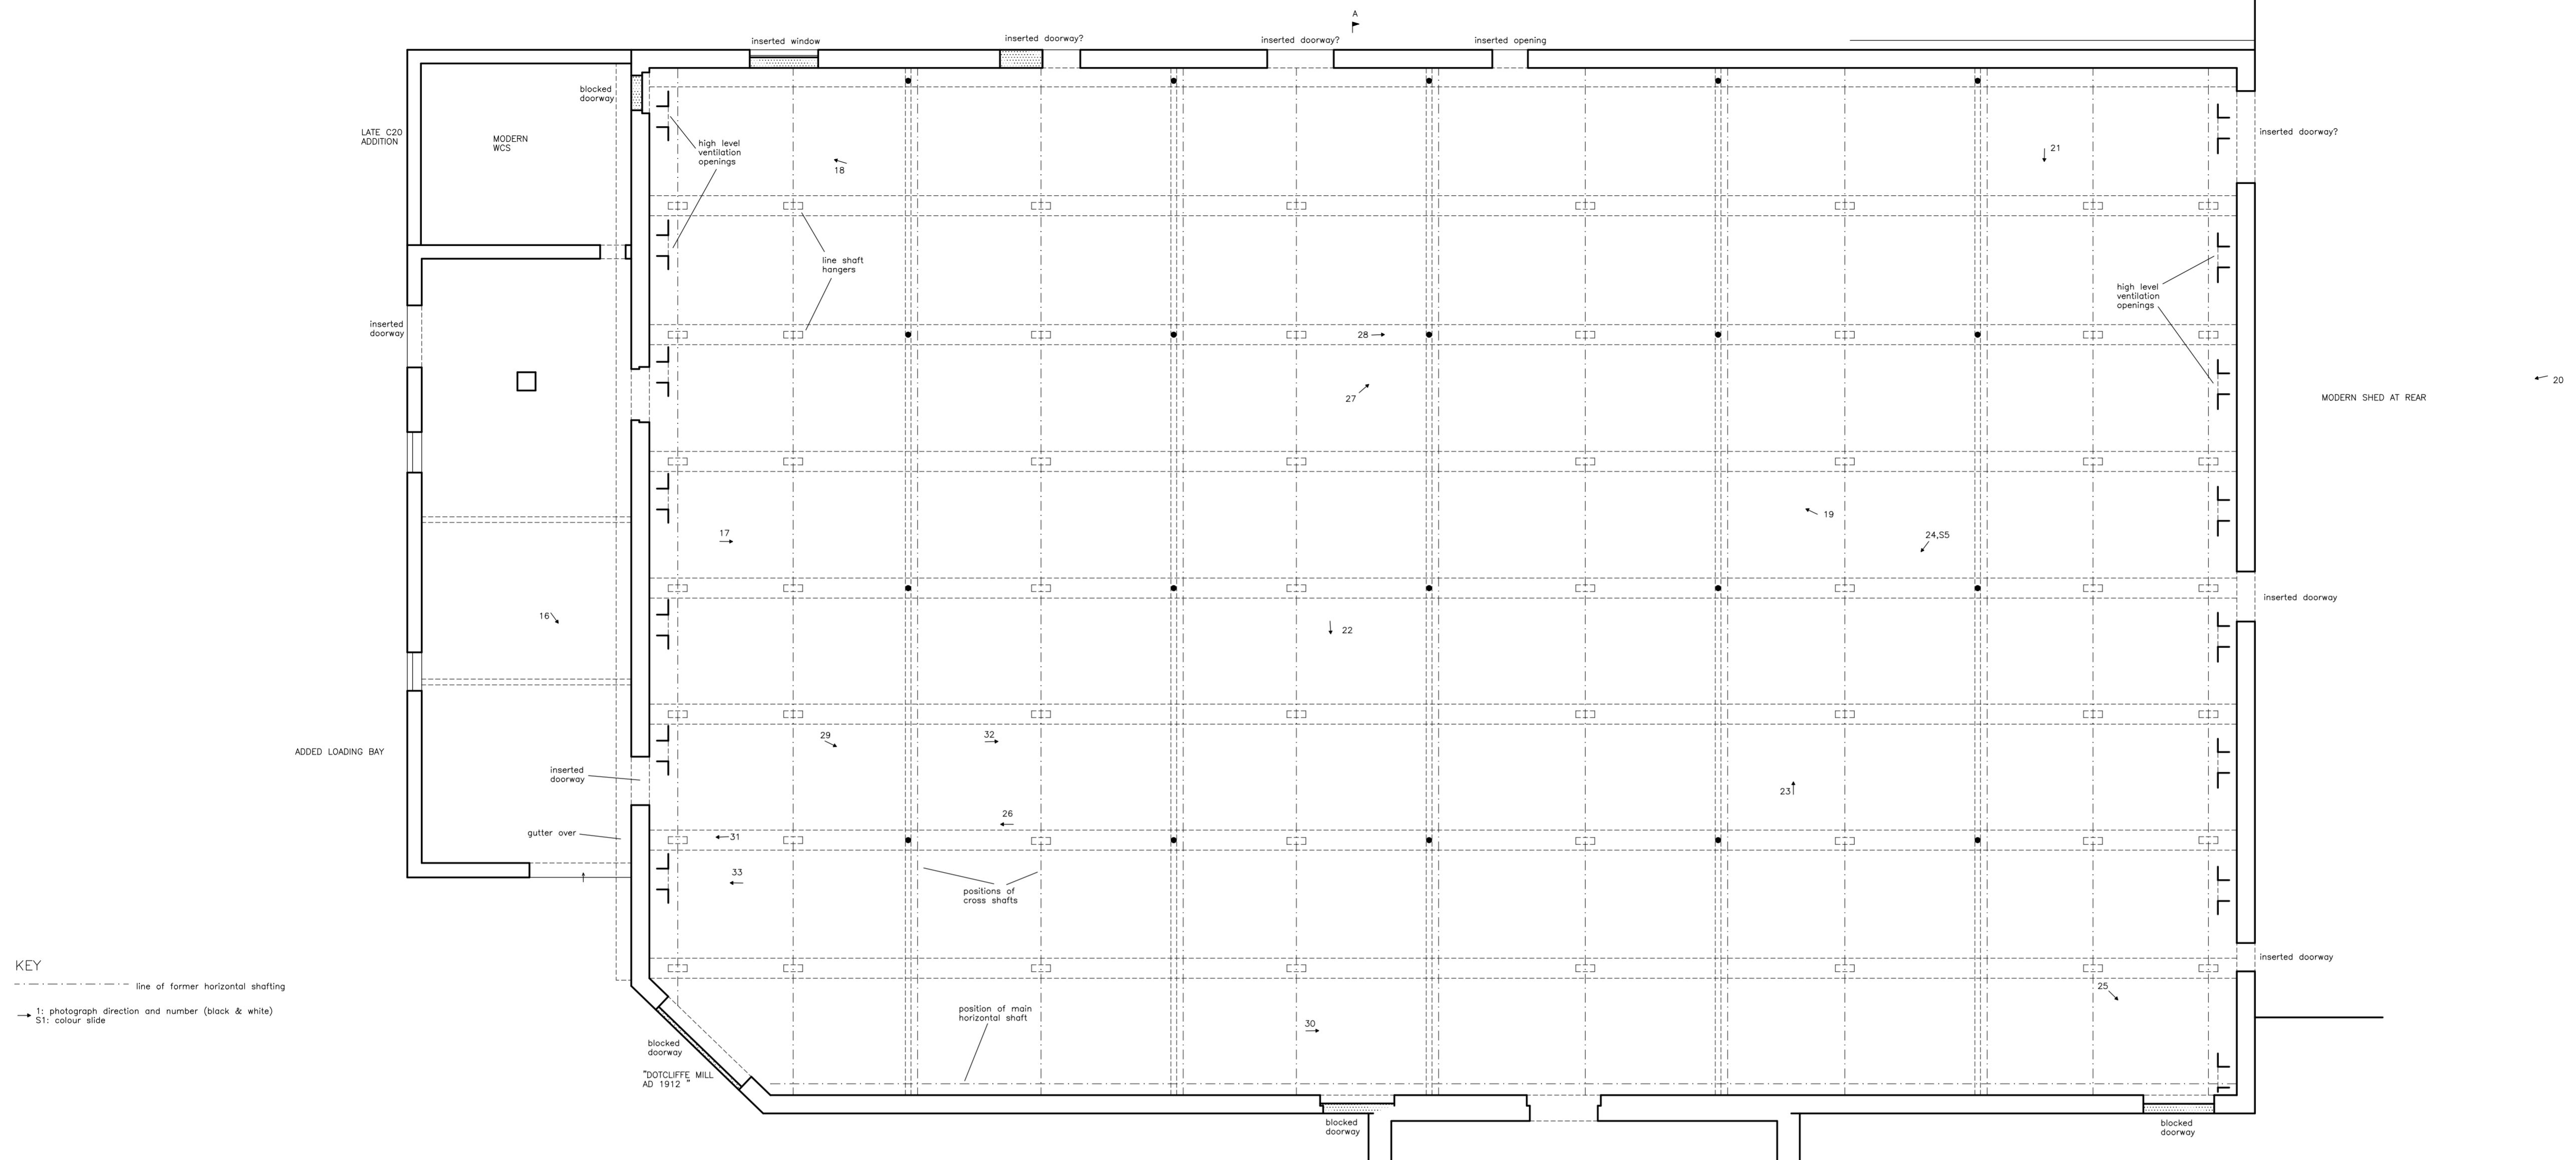 A
inserted window
inserted doorway?
inserted doorway?
inserted opening
blocked
doorway
LATE C20
ADDITION
MODERN
WCS
high level
ventilation
openings
18
21
inserted doorway?
line shaft
hangers
high level
ventilation
openings
inserted
doorway
28
27
20
MODERN SHED AT REAR
17
19
24,S5
16
22
inserted doorway
29
32
ADDED LOADING BAY
inserted
doorway
23
26
gutter over
31
33
positions of
cross shafts
inserted doorway
KEY
line of former horizontal shafting
1: photograph direction and number (black & white)
S1: colour slide
25
position of main
horizontal shaft
30
blocked
doorway
"DOTCLIFFE MILL
AD 1912 "
blocked
doorway
blocked
doorway